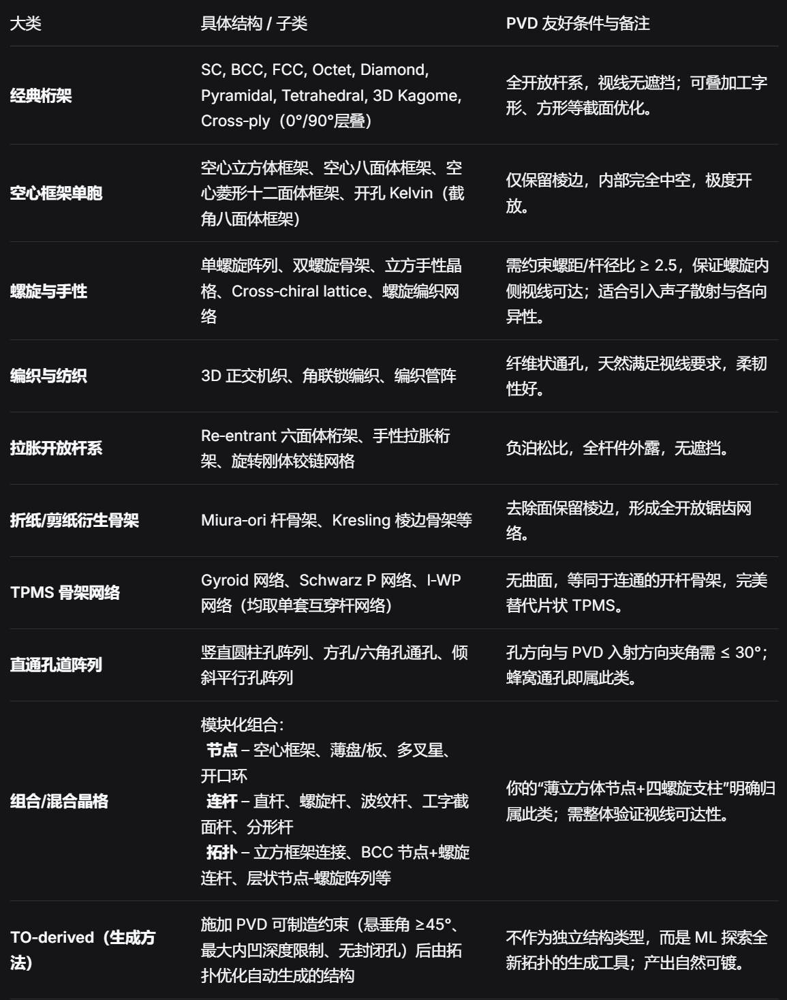 大类
具体结构 / 子类
PVD 友好条件与备注
经典桁架
SC, BCC, FCC, Octet, Diamond,
Pyramidal, Tetrahedral, 3D Kagome,
Cross-ply（0°/90°层叠）
全开放杆系，视线无遮挡；可叠加工字
形、方形等截面优化。
空心框架单胞
空心立方体框架、空心八面体框架、空
心菱形十二面体框架、开孔 Kelvin（截
角八面体框架）
仅保留棱边，内部完全中空，极度开
放。
螺旋与手性
单螺旋阵列、双螺旋骨架、立方手性晶
格、Cross-chiral lattice、螺旋编织网
络
需约束螺距/杆径比 ≥ 2.5，保证螺旋内
侧视线可达；适合引入声子散射与各向
异性。
编织与纺织
3D 正交机织、角联锁编织、编织管阵
纤维状通孔，天然满足视线要求，柔韧
性好。
拉胀开放杆系
Re-entrant 六面体桁架、手性拉胀桁
架、旋转刚体铰链网格
负泊松比，全杆件外露，无遮挡。
折纸/剪纸衍生骨架
Miura-ori 杆骨架、Kresling 棱边骨架等
去除面保留棱边，形成全开放锯齿网
络。
TPMS 骨架网络
Gyroid 网络、Schwarz P 网络、I-WP
网络（均取单套互穿杆网络）
无曲面，等同于连通的开杆骨架，完美
替代片状 TPMS。
直通孔道阵列
竖直圆柱孔阵列、方孔/六角孔通孔、倾
斜平行孔阵列
孔方向与 PVD 入射方向夹角需 ≤ 30°；
蜂窝通孔即属此类。
组合/混合晶格
模块化组合：
节点 – 空心框架、薄盘/板、多叉星、
开口环
连杆 – 直杆、螺旋杆、波纹杆、工字截
面杆、分形杆
拓扑 – 立方框架连接、BCC 节点+螺旋
连杆、层状节点-螺旋阵列等
你的“薄立方体节点+四螺旋支柱”明确归
属此类；需整体验证视线可达性。
TO-derived（生成方
法）
施加 PVD 可制造约束（悬垂角 ≥45°、
最大内凹深度限制、无封闭孔）后由拓
扑优化自动生成的结构
不作为独立结构类型，而是 ML 探索全
新拓扑的生成工具；产出自然可镀。